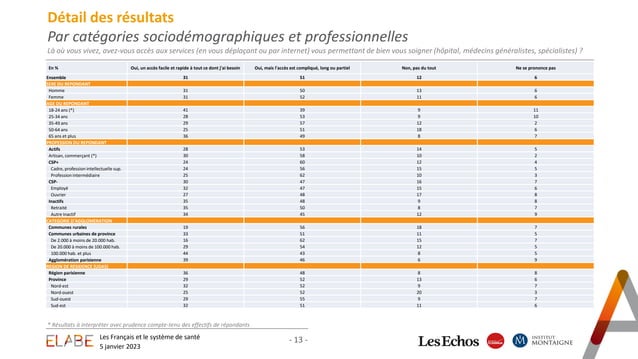 Détail des résultats
Par catégories sociodémographiques et professionnelles
Là où vous vivez, avez-vous accès aux services (en vous déplaçant ou par internet) vous permettant de bien vous soigner (hôpital, médecins généralistes, spécialistes) ?
En % Oui, un accès facile et rapide à tout ce dont j'ai besoin Oui, mais l'accès est compliqué, long ou partiel Non, pas du tout Ne se prononce pas
Ensemble 31 51 12 6
SEXE DU REPONDANT
Homme 31 50 13 6
Femme 31 52 11 6
AGE DU REPONDANT
18-24 ans (*) 41 39 9 11
25-34 ans 28 53 9 10
35-49 ans 29 57 12 2
50-64 ans 25 51 18 6
65 ans et plus 36 49 8 7
PROFESSION DU REPONDANT
Actifs 28 53 14 5
Artisan, commerçant (*) 30 58 10 2
CSP+ 24 60 12 4
Cadre, profession intellectuelle sup. 24 56 15 5
Profession intermédiaire 25 62 10 3
CSP- 30 47 16 7
Employé 32 47 15 6
Ouvrier 27 48 17 8
Inactifs 35 48 9 8
Retraité 35 50 8 7
Autre inactif 34 45 12 9
CATEGORIE D'AGGLOMERATION
Communes rurales 19 56 18 7
Communes urbaines de province 33 51 11 5
De 2.000 à moins de 20.000 hab. 16 62 15 7
De 20.000 à moins de 100.000 hab. 29 54 12 5
100.000 hab. et plus 44 43 8 5
Agglomération parisienne 39 46 6 9
Région parisienne 36 48 8 8
Province 29 52 13 6
Nord-est 32 52 9 7
Nord-ouest 25 52 20 3
Sud-ouest 29 55 9 7
Sud-est 32 51 11 6
* Résultats à interpréter avec prudence compte-tenu des effectifs de répondants
ELABE
Les Français et le système de santé
5 janvier 2023
- 13 -
Les Echos
INSTITUT
MONTAIGNE